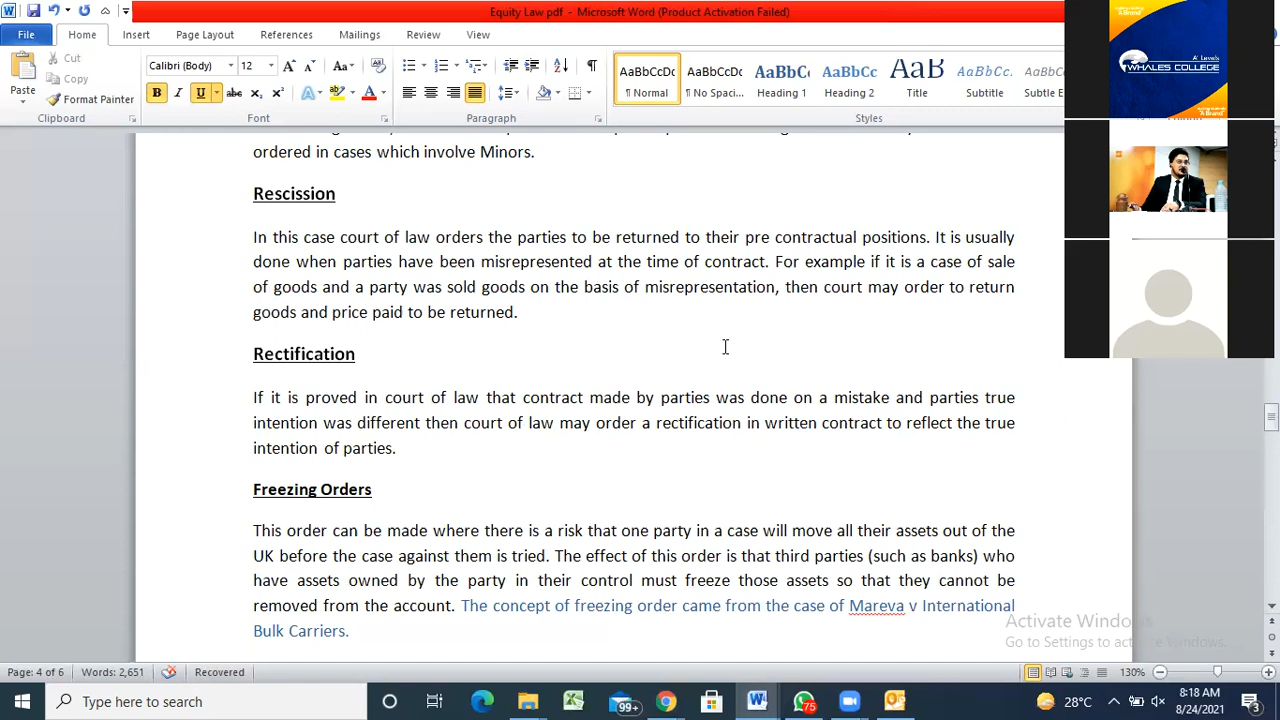 Equity Law pdf - Microsoft Word (Product Activation Failed)
File Home Insert Page Layout References Mailings Review View
Paste
Cut
Copy
Format Painter
Clipboard
Calibri (Body) 12
Font
Paragraph
AaBbCcDc AaBbCcDc AaBbCc AaBbCc AaB AaBbCcD
¶ Normal ¶ No Spaci... Heading 1 Heading 2 Title Subtitle Subtle E
Styles
ordered in cases which involve Minors.
Rescission
In this case court of law orders the parties to be returned to their pre contractual positions. It is usually
done when parties have been misrepresented at the time of contract. For example if it is a case of sale
of goods and a party was sold goods on the basis of misrepresentation, then court may order to return
goods and price paid to be returned.
Rectification
If it is proved in court of law that contract made by parties was done on a mistake and parties true
intention was different then court of law may order a rectification in written contract to reflect the true
intention of parties.
Freezing Orders
This order can be made where there is a risk that one party in a case will move all their assets out of the
UK before the case against them is tried. The effect of this order is that third parties (such as banks) who
have assets owned by the party in their control must freeze those assets so that they cannot be
removed from the account. The concept of freezing order came from the case of Mareva v International
Bulk Carriers.
Activate Windows
Go to Settings to activate Windows.
Page: 4 of 6 Words: 2,651 Recovered 130%
Type here to search
99+
75
28°C
8:18 AM
8/24/2021
3
A' Levels
WHALES COLLEGE
"A Brand"